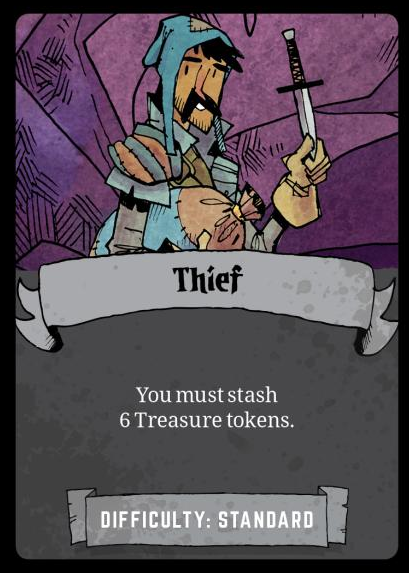 Thief
You must stash
6 Treasure tokens.
DIFFICULTY: STANDARD